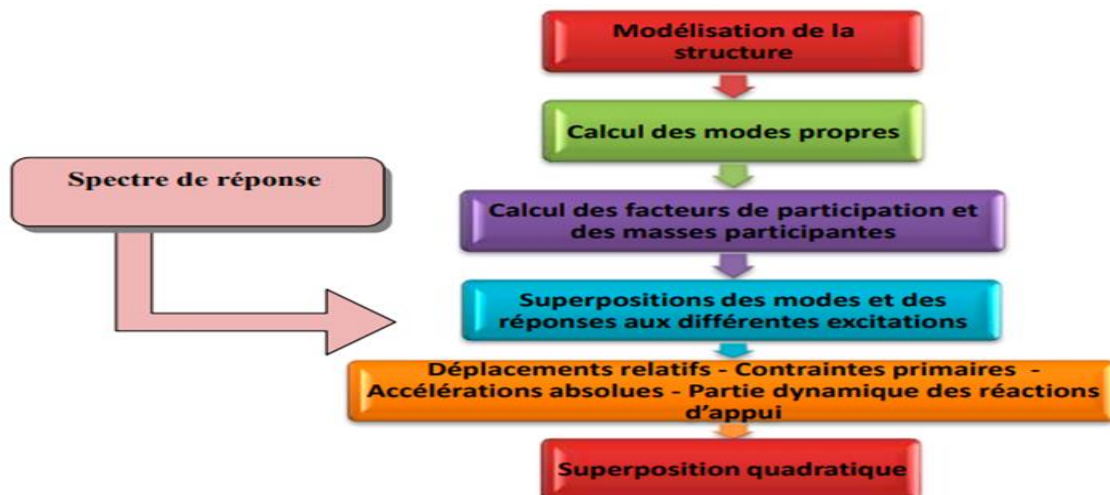 Modélisation de la
structure
Calcul des modes propres
Spectre de réponse
Calcul des facteurs de participation et
des masses participantes
Superpositions des modes et des
réponses aux différentes excitations
Déplacements relatifs - Contraintes primaires -
Accélérations absolues - Partie dynamique des réactions
d'appui
Superposition quadratique